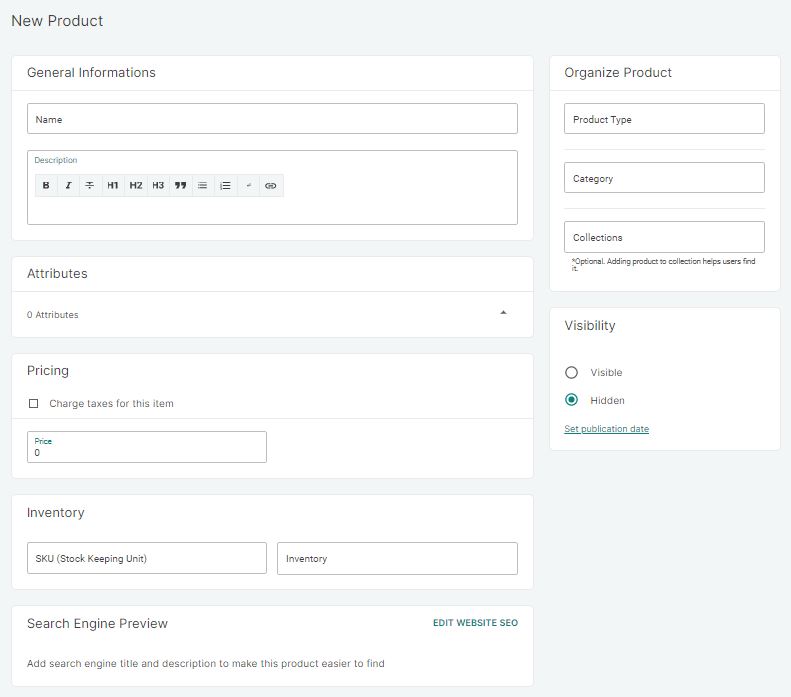 New Product
General Informations
Name
Description
B I S H1 H2 H3
Attributes
0 Attributes
Pricing
Charge taxes for this item
Price
0
Inventory
SKU (Stock Keeping Unit)
Inventory
Search Engine Preview
EDIT WEBSITE SEO
Add search engine title and description to make this product easier to find
Organize Product
Product Type
Category
Collections
*Optional. Adding product to collection helps users find
it.
Visibility
Visible
Hidden
Set publication date